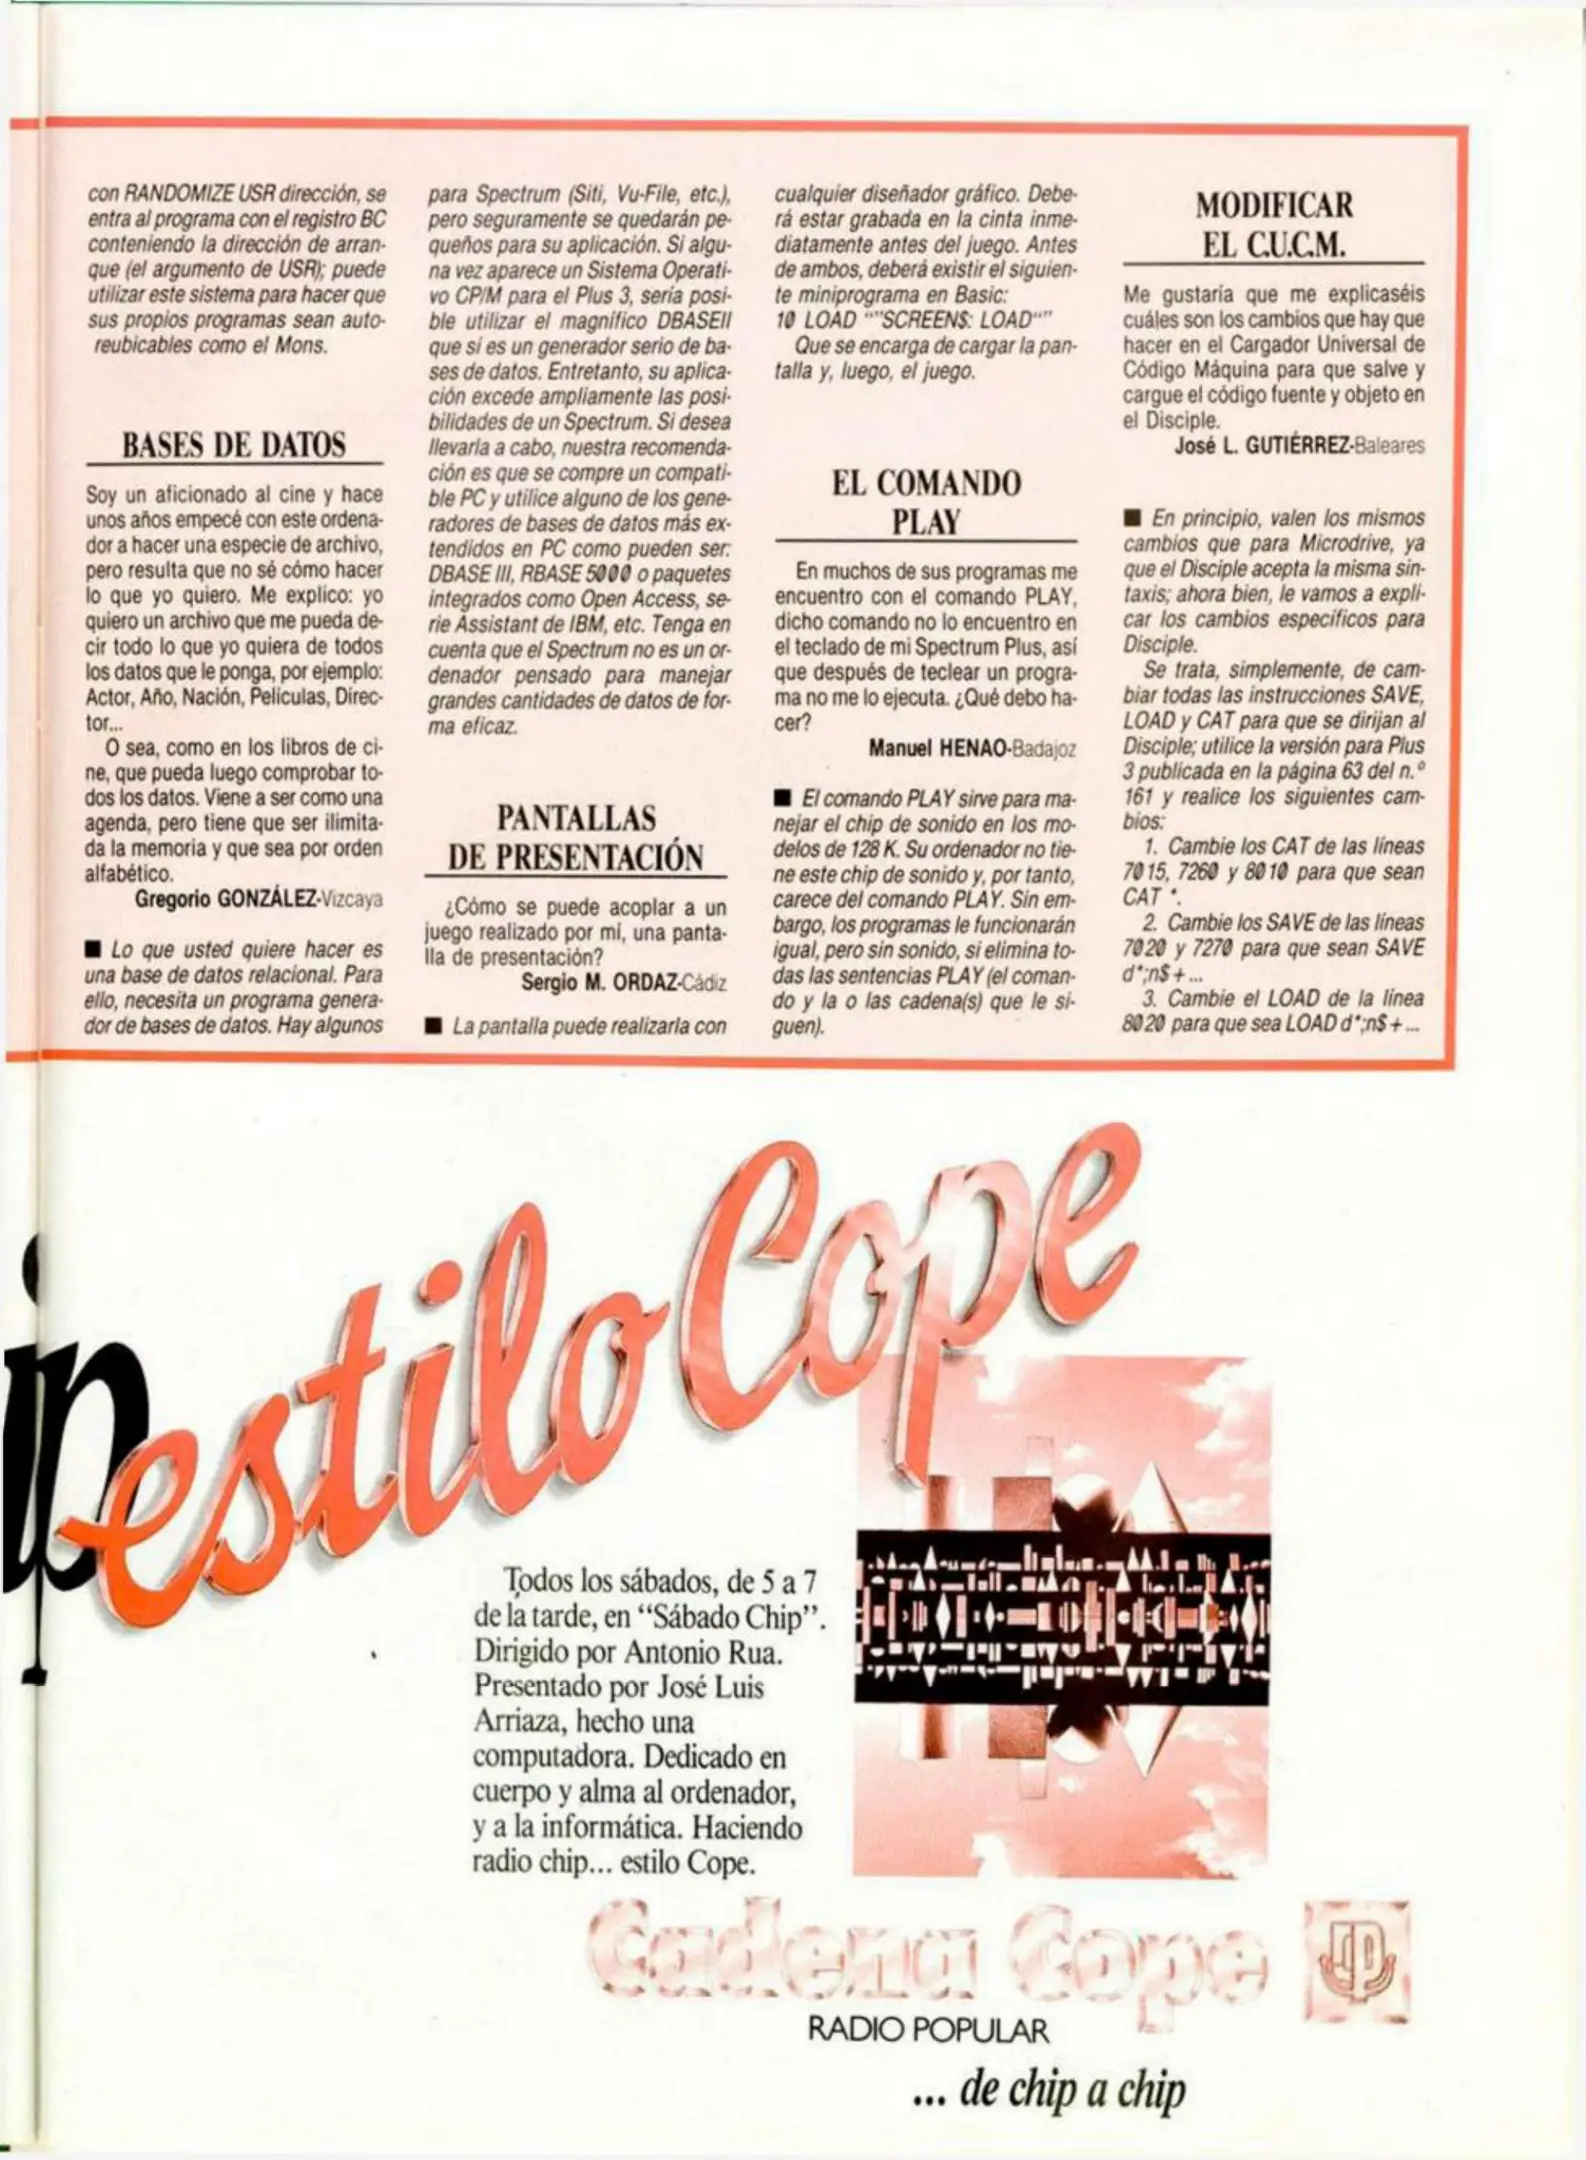 con RANDOMIZE USR dirección, se
entra al programa con el registro BC
conteniendo la dirección de arran-
que (el argumento de USR); puede
utilizar este sistema para hacer que
sus propios programas sean auto-
reubicables como el Mons.
BASES DE DATOS
Soy un aficionado al cine y hace
unos años empecé con este ordena-
dor a hacer una especie de archivo,
pero resulta que no sé cómo hacer
lo que yo quiero. Me explico: yo
quiero un archivo que me pueda de-
cir todo lo que yo quiera de todos
los datos que le ponga, por ejemplo:
Actor, Año, Nación, Películas, Direc-
tor...
O sea, como en los libros de ci-
ne, que pueda luego comprobar to-
dos los datos. Viene a ser como una
agenda, pero tiene que ser ilimita-
da la memoria y que sea por orden
alfabético.
Gregorio GONZÁLEZ-Vizcaya
■ Lo que usted quiere hacer es
una base de datos relacional. Para
ello, necesita un programa genera-
dor de bases de datos. Hay algunos
para Spectrum (Siti, Vu-File, etc.),
pero seguramente se quedarán pe-
queños para su aplicación. Si algu-
na vez aparece un Sistema Operati-
vo CP/M para el Plus 3, sería posi-
ble utilizar el magnífico DBASEII
que sí es un generador serio de ba-
ses de datos. Entretanto, su aplica-
ción excede ampliamente las posi-
bilidades de un Spectrum. Si desea
llevarla a cabo, nuestra recomenda-
ción es que se compre un compati-
ble PC y utilice alguno de los gene-
radores de bases de datos más ex-
tendidos en PC como pueden ser:
DBASE III, RBASE 5000 o paquetes
integrados como Open Access, se-
rie Assistant de IBM, etc. Tenga en
cuenta que el Spectrum no es un or-
denador pensado para manejar
grandes cantidades de datos de for-
ma eficaz.
PANTALLAS
DE PRESENTACIÓN
¿Cómo se puede acoplar a un
juego realizado por mí, una panta-
lla de presentación?
Sergio M. ORDAZ-Cádiz
■ La pantalla puede realizarla con
cualquier diseñador gráfico. Debe-
rá estar grabada en la cinta inme-
diatamente antes del juego. Antes
de ambos, deberá existir el siguien-
te miniprograma en Basic:
10 LOAD ""SCREEN$: LOAD""
Que se encarga de cargar la pan-
talla y, luego, el juego.
EL COMANDO
PLAY
En muchos de sus programas me
encuentro con el comando PLAY,
dicho comando no lo encuentro en
el teclado de mi Spectrum Plus, así
que después de teclear un progra-
ma no me lo ejecuta. ¿Qué debo ha-
cer?
Manuel HENAO-Badajoz
■ El comando PLAY sirve para ma-
nejar el chip de sonido en los mo-
delos de 128 K. Su ordenador no tie-
ne este chip de sonido y, por tanto,
carece del comando PLAY. Sin em-
bargo, los programas le funcionarán
igual, pero sin sonido, si elimina to-
das las sentencias PLAY (el coman-
do y la o las cadena(s) que le si-
guen).
MODIFICAR
EL C.U.C.M.
Me gustaría que me explicaséis
cuáles son los cambios que hay que
hacer en el Cargador Universal de
Código Máquina para que salve y
cargue el código fuente y objeto en
el Disciple.
José L. GUTIÉRREZ-Baleares
■ En principio, valen los mismos
cambios que para Microdrive, ya
que el Disciple acepta la misma sin-
taxis; ahora bien, le vamos a expli-
car los cambios específicos para
Disciple.
Se trata, simplemente, de cam-
biar todas las instrucciones SAVE,
LOAD y CAT para que se dirijan al
Disciple; utilice la versión para Plus
3 publicada en la página 63 del n.º
161 y realice los siguientes cam-
bios:
1. Cambie los CAT de las líneas
7015, 7260 y 8010 para que sean
CAT *.
2. Cambie los SAVE de las líneas
7020 y 7270 para que sean SAVE
d*;n$+...
3. Cambie el LOAD de la línea
8020 para que sea LOAD d*;n$+...
ip estilo Cope
Todos los sábados, de 5 a 7
de la tarde, en “Sábado Chip”.
Dirigido por Antonio Rua.
Presentado por José Luis
Arriaza, hecho una
computadora. Dedicado en
cuerpo y alma al ordenador,
y a la informática. Haciendo
radio chip... estilo Cope.
Cadena Cope
RADIO POPULAR
... de chip a chip